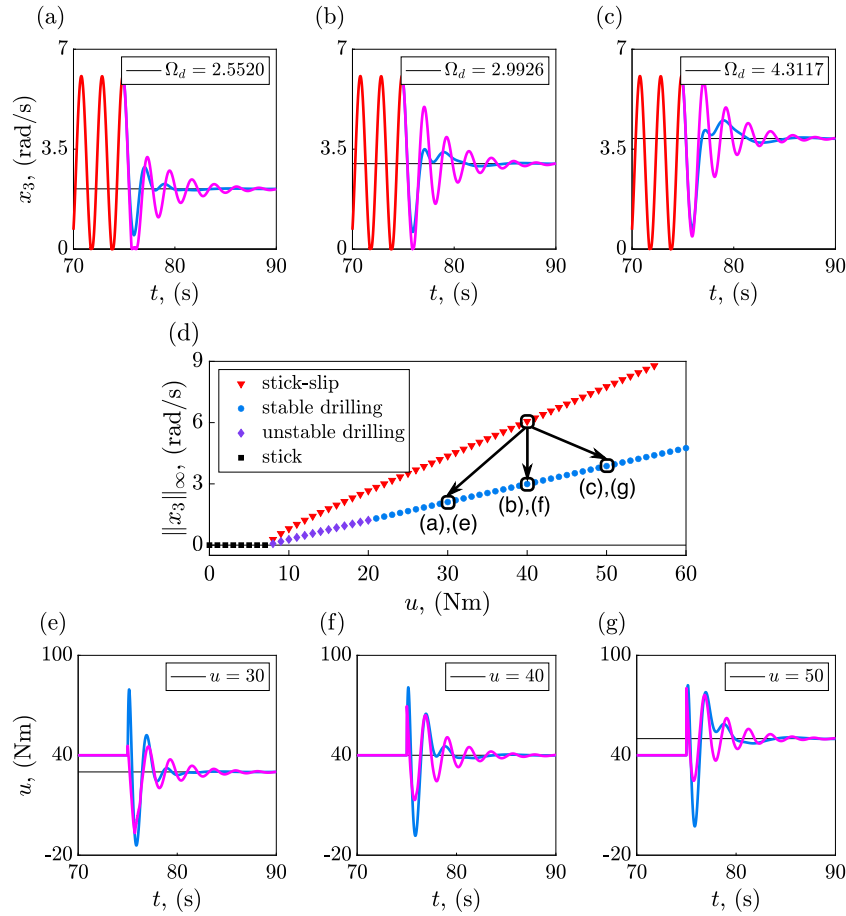 (a)
(b)
(c)
7
3.5
0
x₃, (rad/s)
Ω_d = 2.5520
70
80
90
t, (s)
7
3.5
0
Ω_d = 2.9926
70
80
90
t, (s)
7
3.5
0
Ω_d = 4.3117
70
80
90
t, (s)
(d)
9
6
3
0
‖x₃‖∞, (rad/s)
stick-slip
stable drilling
unstable drilling
stick
(a),(e)
(b),(f)
(c),(g)
0
10
20
30
40
50
60
u, (Nm)
(e)
(f)
(g)
100
40
-20
u, (Nm)
u = 30
70
80
90
t, (s)
100
40
-20
u = 40
70
80
90
t, (s)
100
40
-20
u = 50
70
80
90
t, (s)